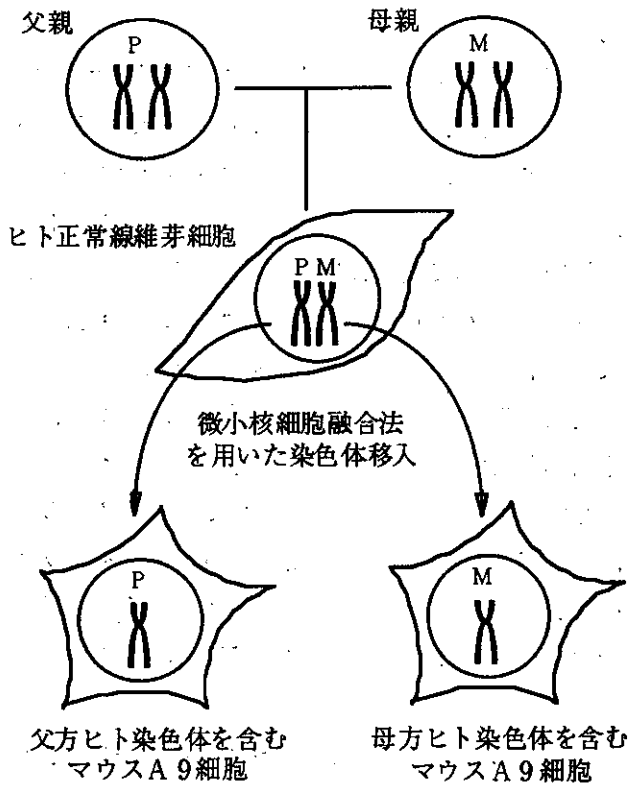 父親
母親
P
M
ヒト正常線維芽細胞
P M
微小核細胞融合法
を用いた染色体移入
P
M
父方ヒト染色体を含む
マウスA9細胞
母方ヒト染色体を含む
マウスA9細胞